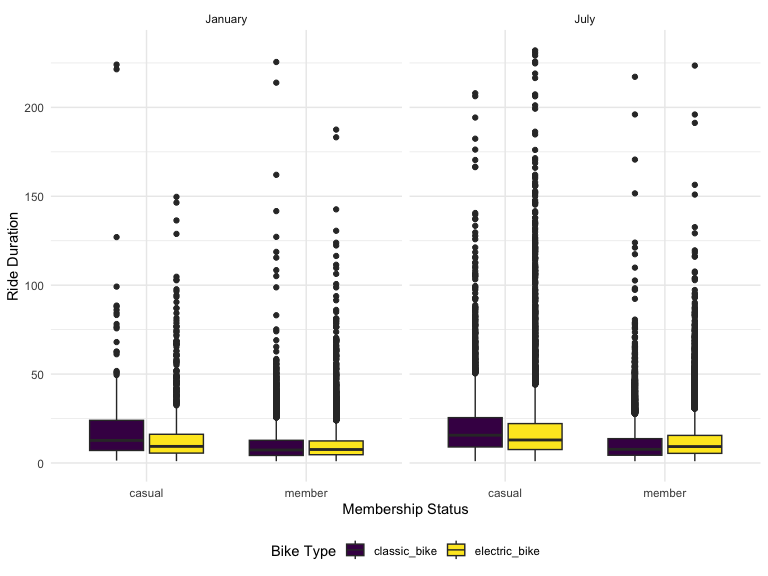 January
July
Ride Duration
200
150
100
50
0
casual
member
casual
member
Membership Status
Bike Type
classic_bike
electric_bike